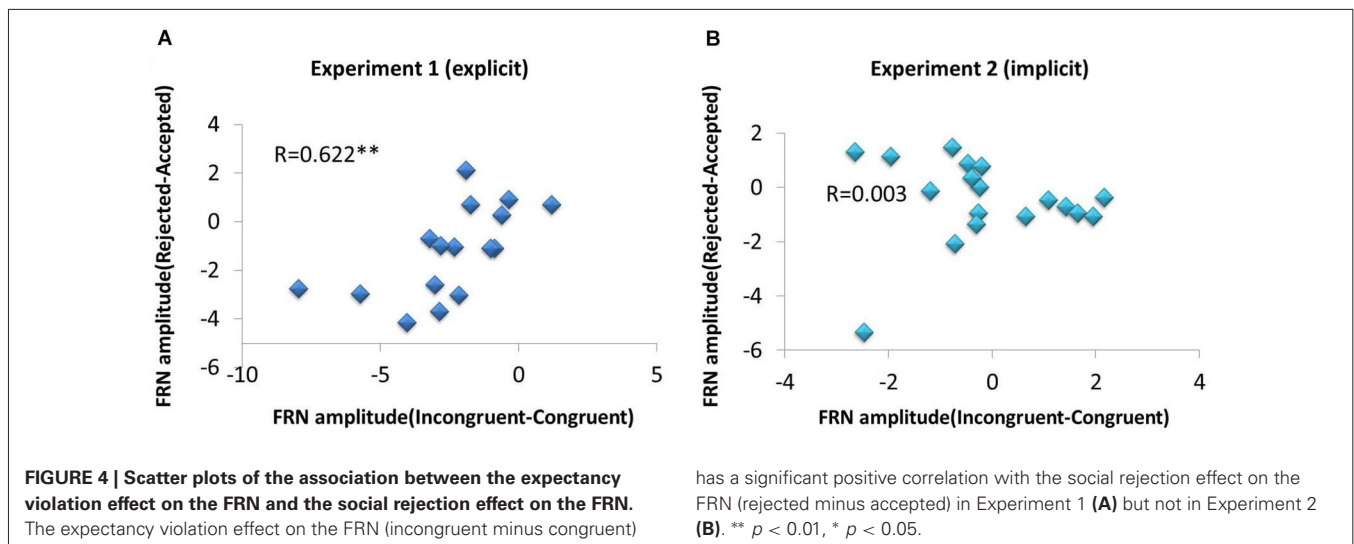 A
Experiment 1 (explicit)
FRN amplitude(Rejected-Accepted)
4
2
0
-2
-4
-6
R=0.622**
-10
-5
0
5
FRN amplitude(Incongruent-Congruent)
B
Experiment 2 (implicit)
FRN amplitude(Rejected-Accepted)
2
0
-2
-4
-6
R=0.003
-4
-2
0
2
4
FRN amplitude(Incongruent-Congruent)
FIGURE 4 | Scatter plots of the association between the expectancy
violation effect on the FRN and the social rejection effect on the FRN.
The expectancy violation effect on the FRN (incongruent minus congruent)
has a significant positive correlation with the social rejection effect on the
FRN (rejected minus accepted) in Experiment 1 (A) but not in Experiment 2
(B). ** p < 0.01, * p < 0.05.